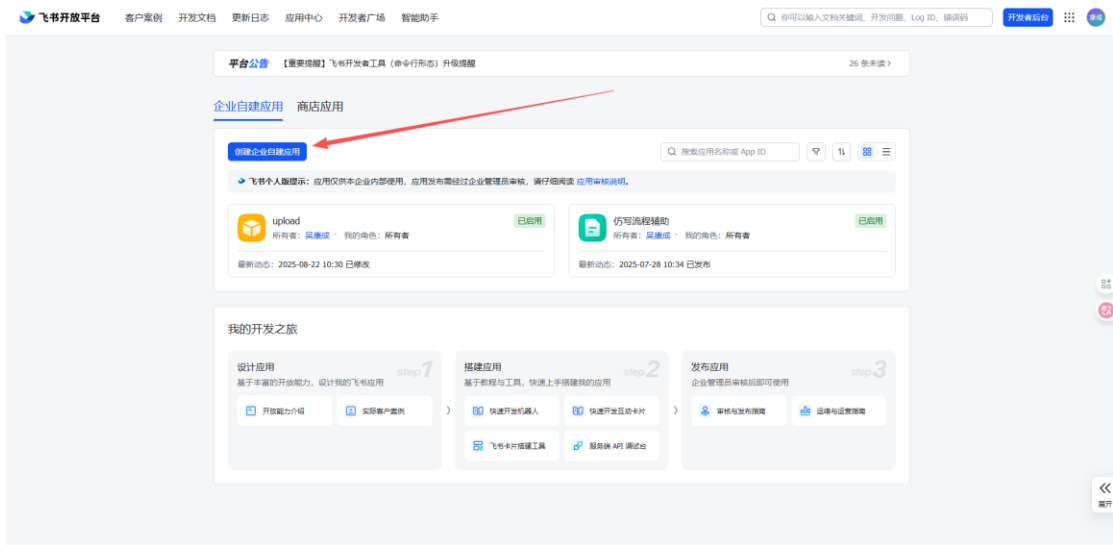 飞书开放平台 客户案例 开发文档 更新日志 应用中心 开发者广场 智能助手 你可以输入文档关键词、开发问题、Log ID、错误码 开发者后台 康成
平台公告 【重要提醒】飞书开发者工具（命令行形态）升级提醒 26 条未读
企业自建应用 商店应用
创建企业自建应用 搜索应用名称或 App ID
飞书个人版提示：应用仅供本企业内部使用，应用发布需经过企业管理员审核，请仔细阅读 应用审核说明。
upload 已启用
所有者：吴康成 · 我的角色：所有者
最新动态：2025-08-22 10:30 已修改
仿写流程辅助 已启用
所有者：吴康成 · 我的角色：所有者
最新动态：2025-07-28 10:34 已发布
我的开发之旅
设计应用 step 1
基于丰富的开放能力，设计我的飞书应用
开放能力介绍 实际客户案例
搭建应用 step 2
基于教程与工具，快速上手搭建我的应用
快速开发机器人 快速开发互动卡片
飞书卡片搭建工具 服务端 API 调试台
发布应用 step 3
企业管理员审核后即可使用
审核与发布指南 运维与运营指南
展开